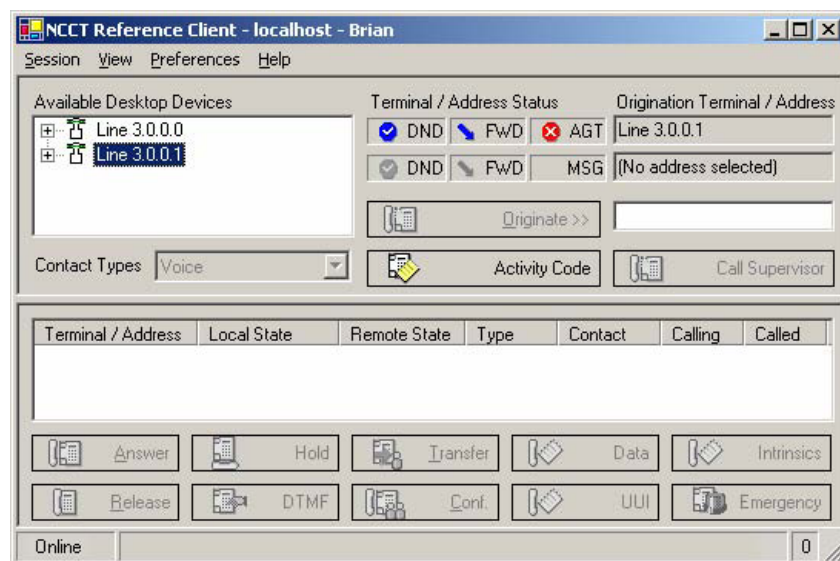 NCCT Reference Client - localhost - Brian
Session View Preferences Help
Available Desktop Devices
Line 3.0.0.0
Line 3.0.0.1
Contact Types Voice
Terminal / Address Status
DND FWD AGT
DND FWD MSG
Origination Terminal / Address
Line 3.0.0.1
(No address selected)
Originate >>
Activity Code Call Supervisor
Terminal / Address Local State Remote State Type Contact Calling Called
Answer Hold Transfer Data Intrinsics
Release DTMF Conf. UUI Emergency
Online 0